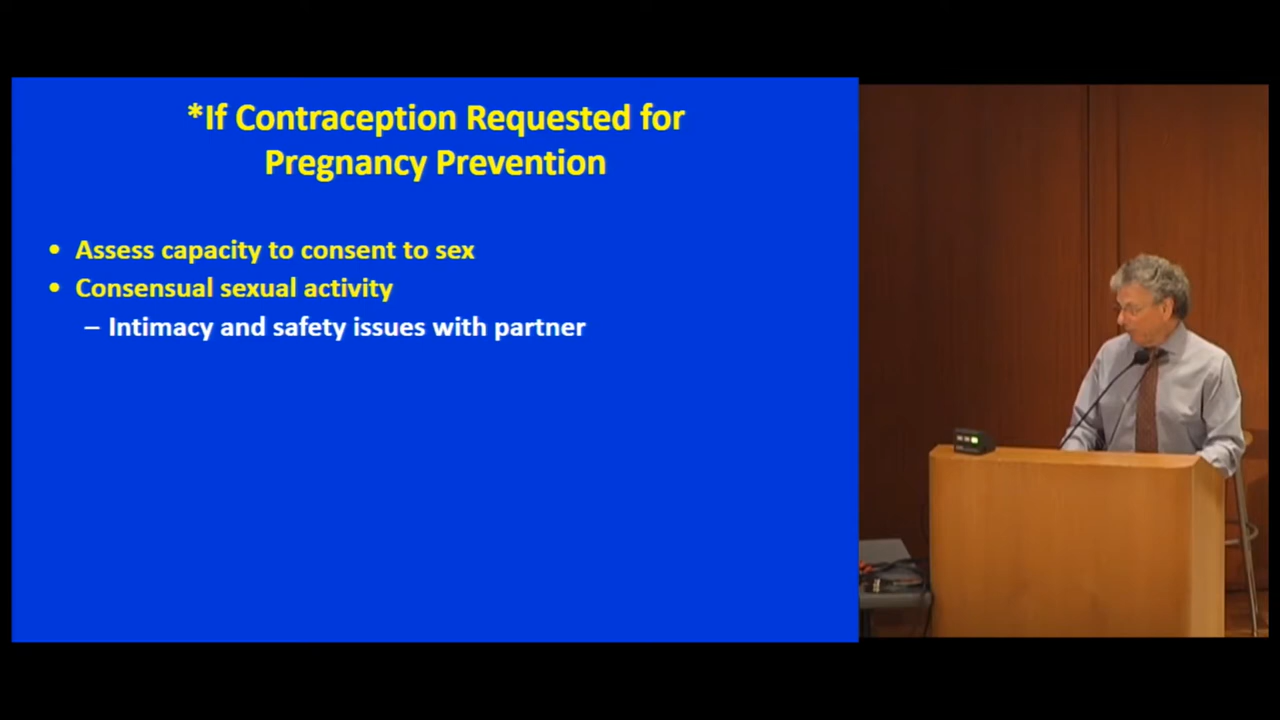 *If Contraception Requested for
Pregnancy Prevention
• Assess capacity to consent to sex
• Consensual sexual activity
– Intimacy and safety issues with partner